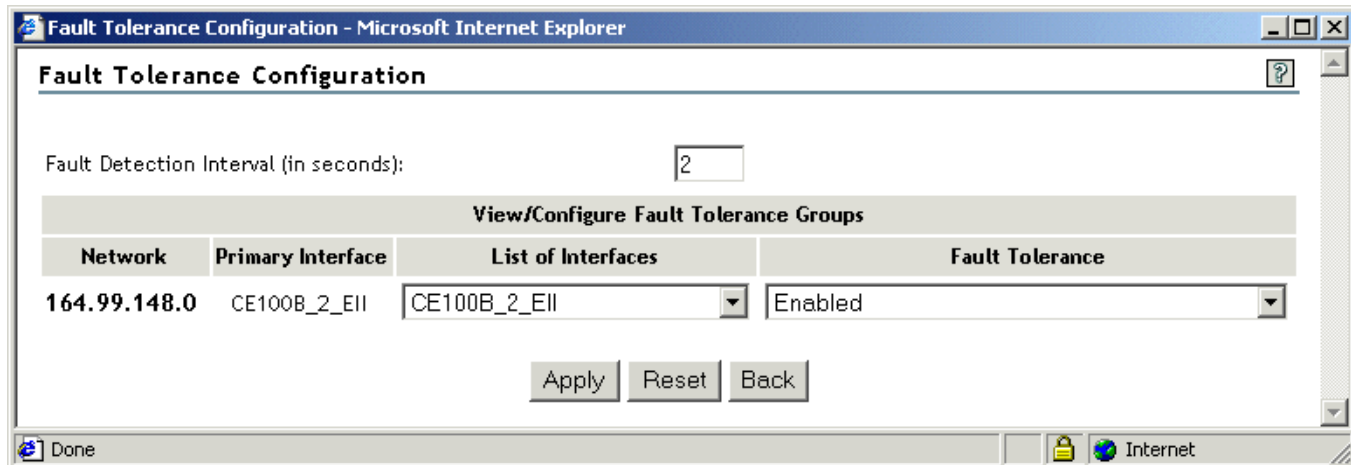 Fault Tolerance Configuration - Microsoft Internet Explorer
Fault Tolerance Configuration
?
Fault Detection Interval (in seconds): 2
View/Configure Fault Tolerance Groups
Network Primary Interface List of Interfaces Fault Tolerance
164.99.148.0 CE100B_2_EII CE100B_2_EII Enabled
Apply Reset Back
Done Internet